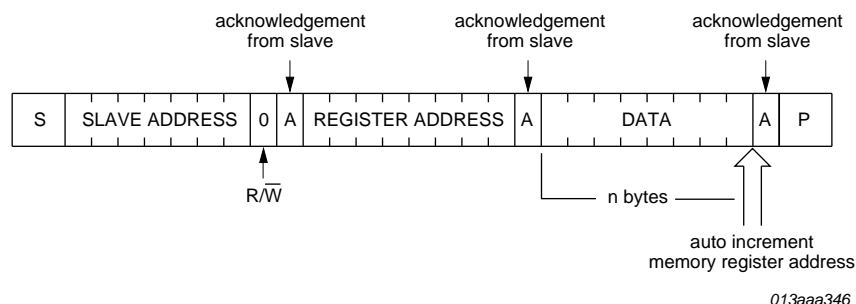 acknowledgement
from slave
acknowledgement
from slave
acknowledgement
from slave
S SLAVE ADDRESS 0 A REGISTER ADDRESS A DATA A P
R/W̅
n bytes
auto increment
memory register address
013aaa346